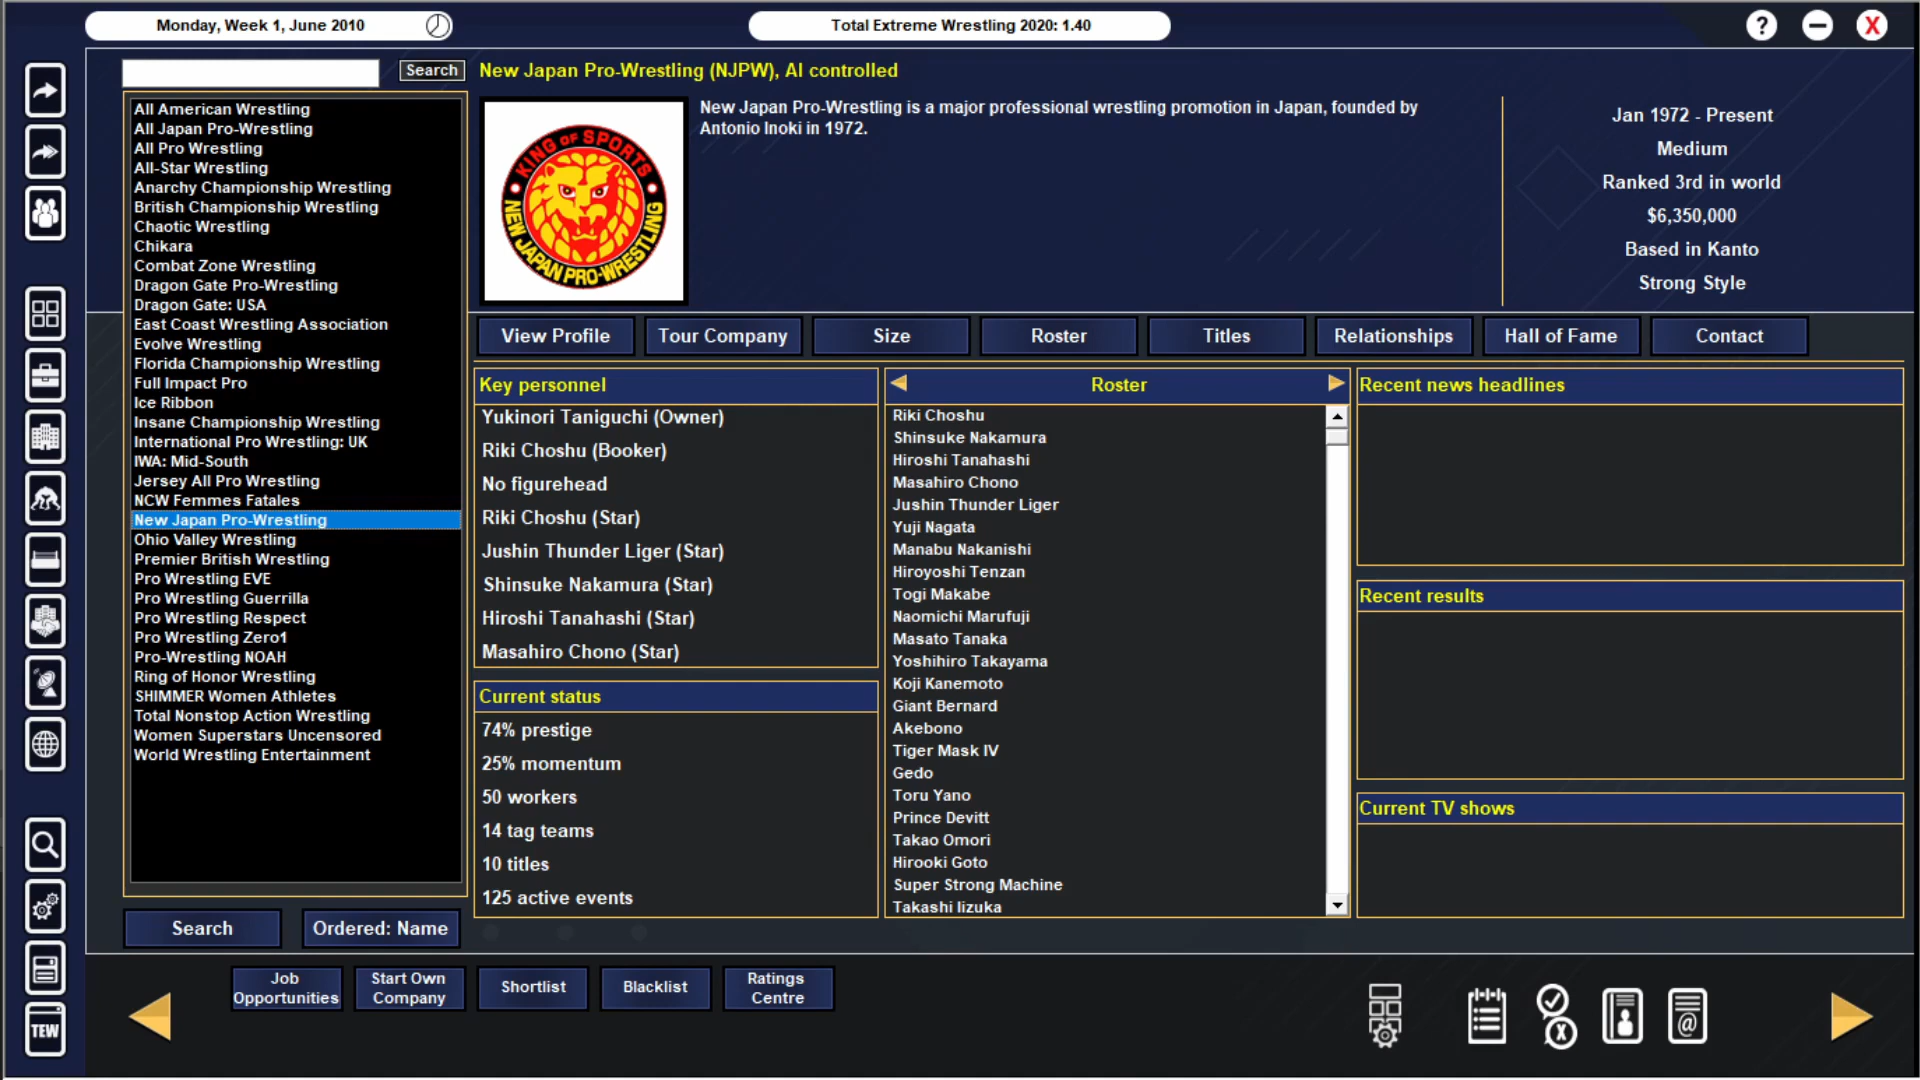 Monday, Week 1, June 2010
Total Extreme Wrestling 2020: 1.40
?
X
Search
New Japan Pro-Wrestling (NJPW), AI controlled
All American Wrestling
All Japan Pro-Wrestling
All Pro Wrestling
All-Star Wrestling
Anarchy Championship Wrestling
British Championship Wrestling
Chaotic Wrestling
Chikara
Combat Zone Wrestling
Dragon Gate Pro-Wrestling
Dragon Gate: USA
East Coast Wrestling Association
Evolve Wrestling
Florida Championship Wrestling
Full Impact Pro
Ice Ribbon
Insane Championship Wrestling
International Pro Wrestling: UK
IWA: Mid-South
Jersey All Pro Wrestling
NCW Femmes Fatales
New Japan Pro-Wrestling
Ohio Valley Wrestling
Premier British Wrestling
Pro Wrestling EVE
Pro Wrestling Guerrilla
Pro Wrestling Respect
Pro Wrestling Zero1
Pro-Wrestling NOAH
Ring of Honor Wrestling
SHIMMER Women Athletes
Total Nonstop Action Wrestling
Women Superstars Uncensored
World Wrestling Entertainment
Search
Ordered: Name
KING OF SPORTS
NEW JAPAN PRO-WRESTLING
New Japan Pro-Wrestling is a major professional wrestling promotion in Japan, founded by
Antonio Inoki in 1972.
Jan 1972 - Present
Medium
Ranked 3rd in world
$6,350,000
Based in Kanto
Strong Style
View Profile
Tour Company
Size
Roster
Titles
Relationships
Hall of Fame
Contact
Key personnel
Yukinori Taniguchi (Owner)
Riki Choshu (Booker)
No figurehead
Riki Choshu (Star)
Jushin Thunder Liger (Star)
Shinsuke Nakamura (Star)
Hiroshi Tanahashi (Star)
Masahiro Chono (Star)
Current status
74% prestige
25% momentum
50 workers
14 tag teams
10 titles
125 active events
Roster
Riki Choshu
Shinsuke Nakamura
Hiroshi Tanahashi
Masahiro Chono
Jushin Thunder Liger
Yuji Nagata
Manabu Nakanishi
Hiroyoshi Tenzan
Togi Makabe
Naomichi Marufuji
Masato Tanaka
Yoshihiro Takayama
Koji Kanemoto
Giant Bernard
Akebono
Tiger Mask IV
Gedo
Toru Yano
Prince Devitt
Takao Omori
Hirooki Goto
Super Strong Machine
Takashi Iizuka
Recent news headlines
Recent results
Current TV shows
TEW
Job
Opportunities
Start Own
Company
Shortlist
Blacklist
Ratings
Centre
X
@